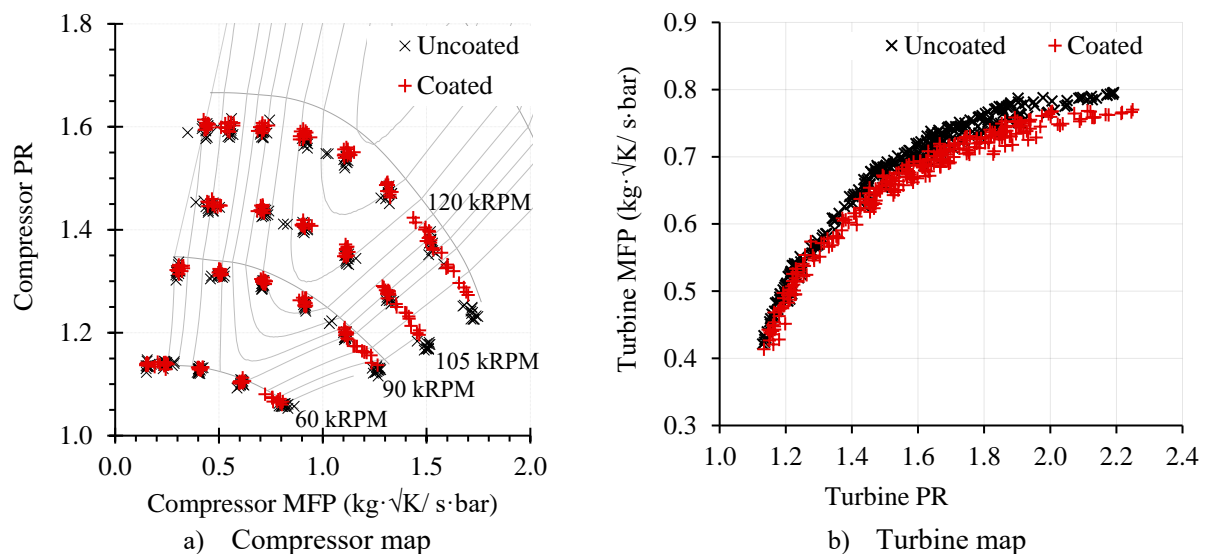 1.8
1.6
1.4
1.2
1.0
Compressor PR
× Uncoated
+ Coated
120 kRPM
105 kRPM
90 kRPM
60 kRPM
0.0 0.5 1.0 1.5 2.0
Compressor MFP (kg·√K/ s·bar)
a) Compressor map
0.9
0.8
0.7
0.6
0.5
0.4
0.3
Turbine MFP (kg·√K/ s·bar)
× Uncoated + Coated
1.0 1.2 1.4 1.6 1.8 2.0 2.2 2.4
Turbine PR
b) Turbine map